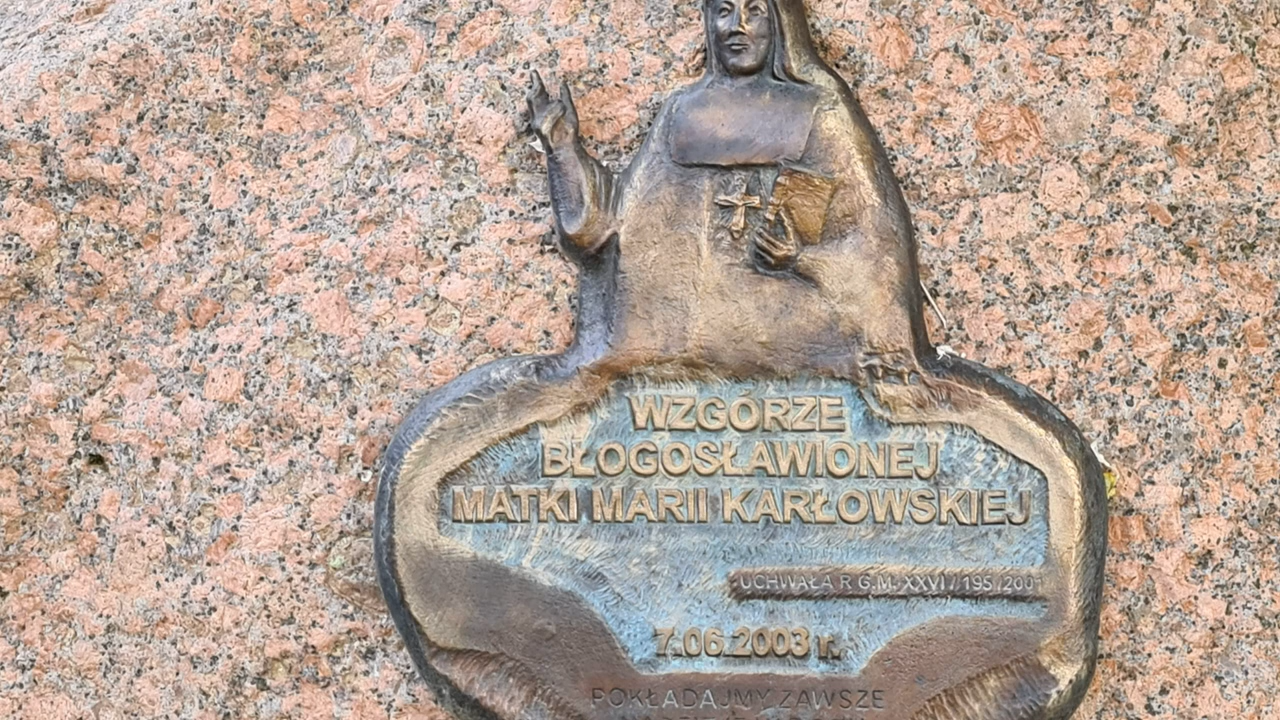 WZGÓRZE
BŁOGOSŁAWIONEJ
MATKI MARII KARŁOWSKIEJ
UCHWAŁA R.G.M. XXVI/195/2001
7.06.2003 r.
POKŁADAJMY ZAWSZE